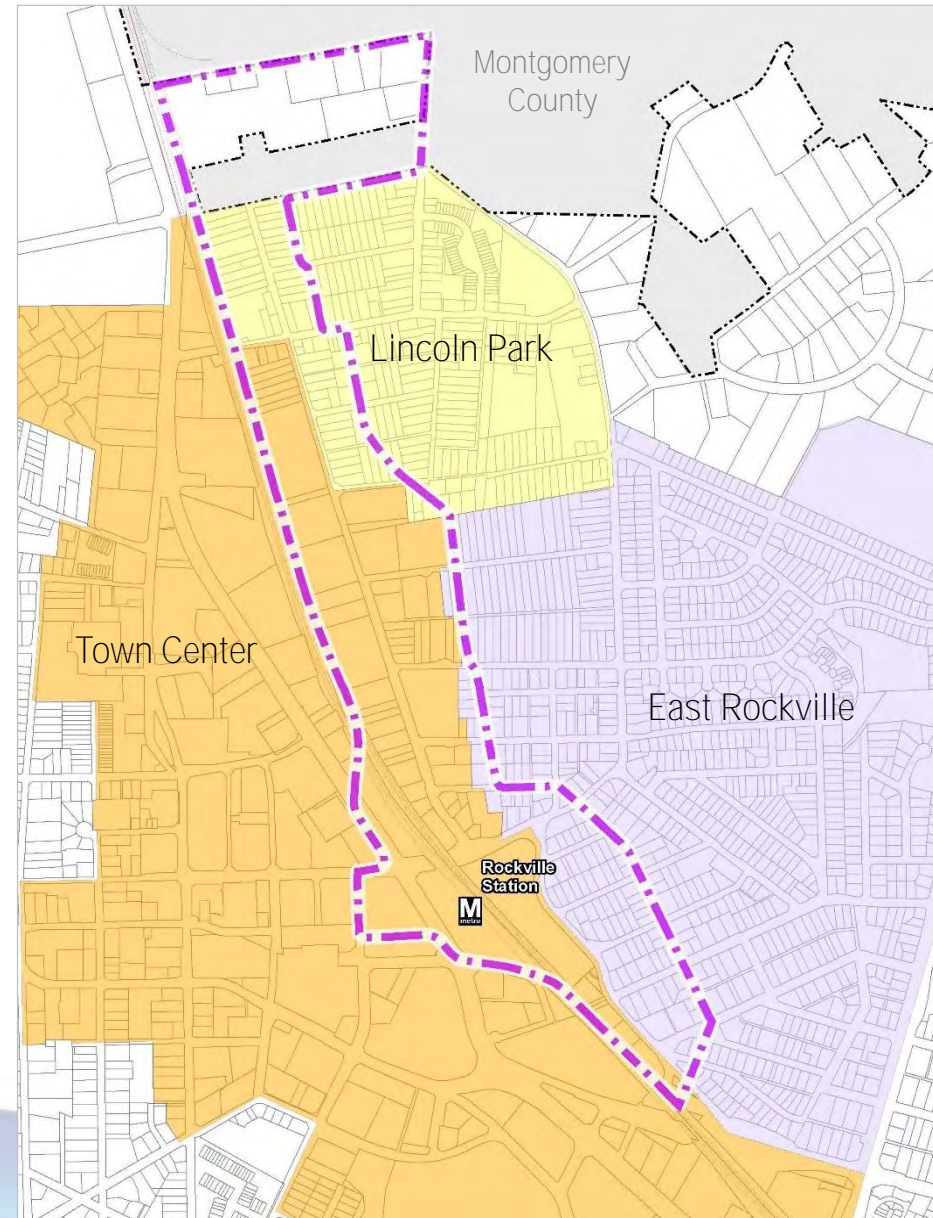 Montgomery
County
Lincoln Park
Town Center
East Rockville
Rockville
Station
M
metro